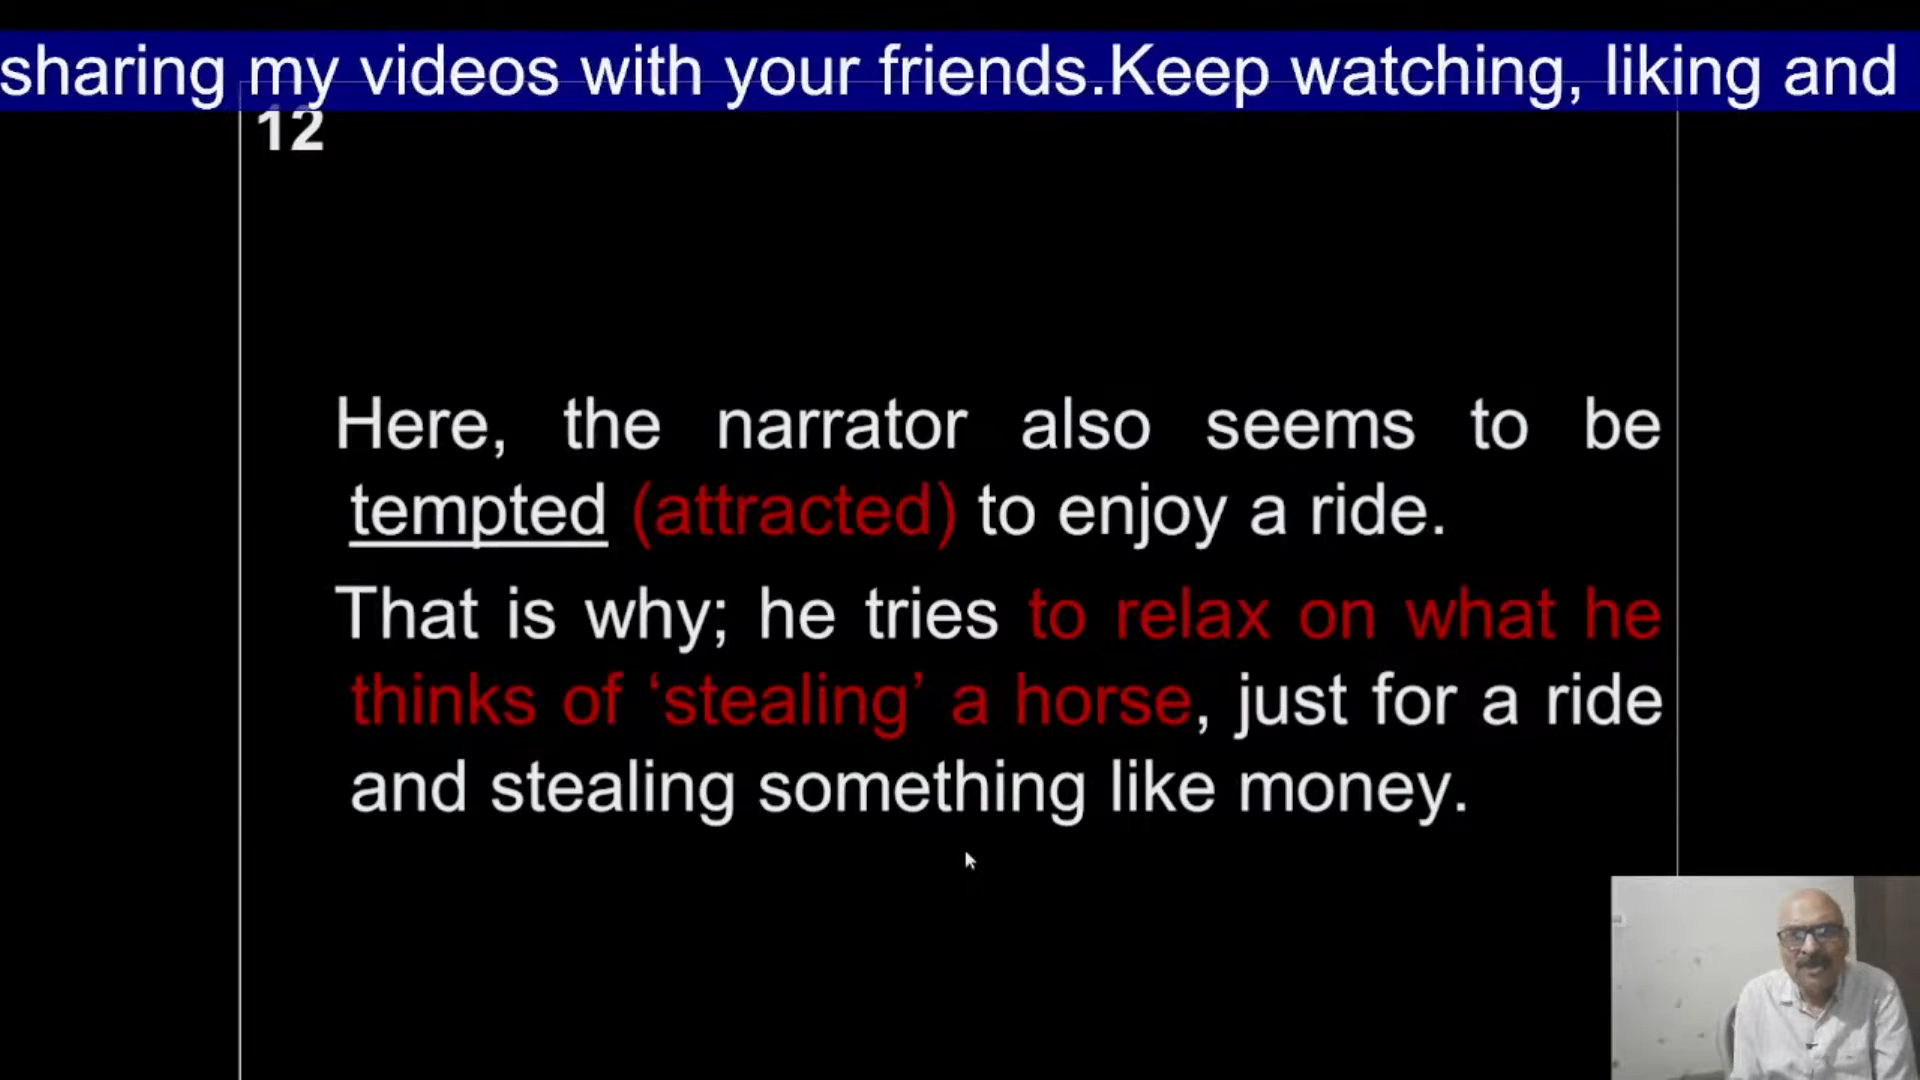 sharing my videos with your friends.Keep watching, liking and
12
Here, the narrator also seems to be
tempted (attracted) to enjoy a ride.
That is why; he tries to relax on what he
thinks of ‘stealing’ a horse, just for a ride
and stealing something like money.